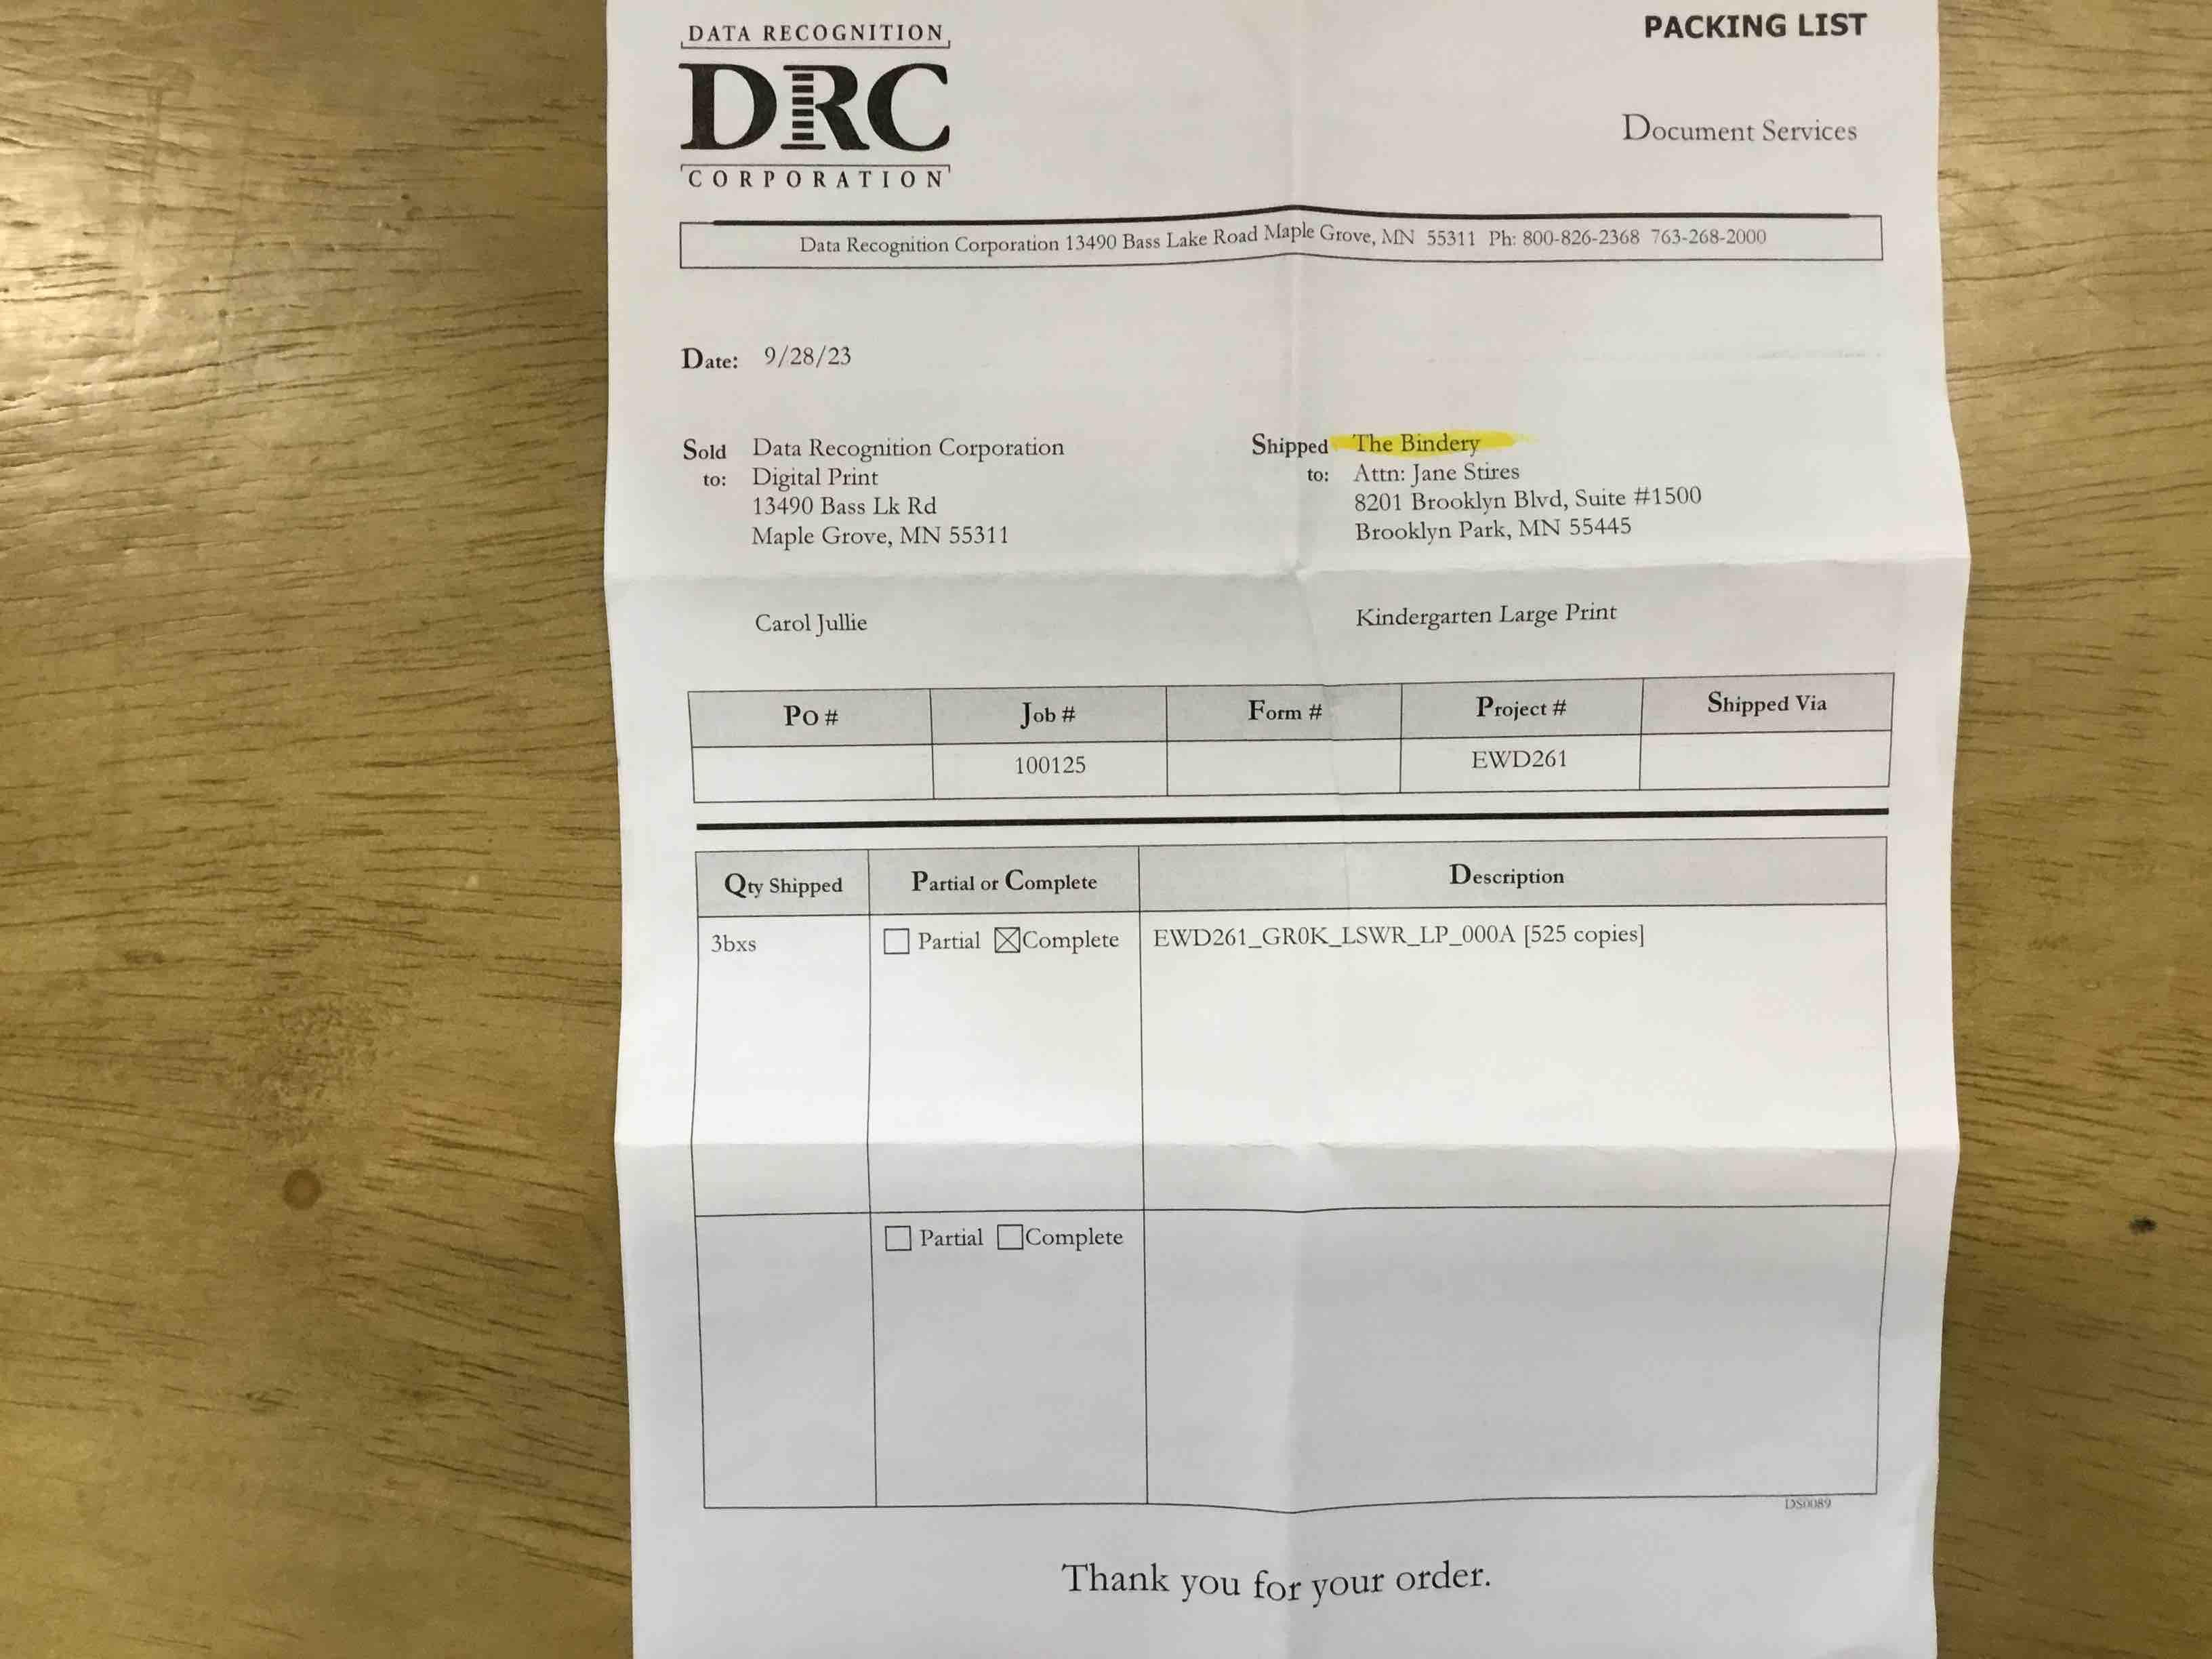 DATA RECOGNITION
DRC
CORPORATION
PACKING LIST
Document Services
Data Recognition Corporation 13490 Bass Lake Road Maple Grove, MN 55311 Ph: 800-826-2368 763-268-2000
Date: 9/28/23
Sold to: Data Recognition Corporation
Digital Print
13490 Bass Lk Rd
Maple Grove, MN 55311
Shipped to: The Bindery
Attn: Jane Stires
8201 Brooklyn Blvd, Suite #1500
Brooklyn Park, MN 55445
Carol Jullie
Kindergarten Large Print
PO # Job # Form # Project # Shipped Via
100125 EWD261
Qty Shipped Partial or Complete Description
3bxs Partial Complete EWD261_GR0K_LSWR_LP_000A [525 copies]
Partial Complete
DS0089
Thank you for your order.